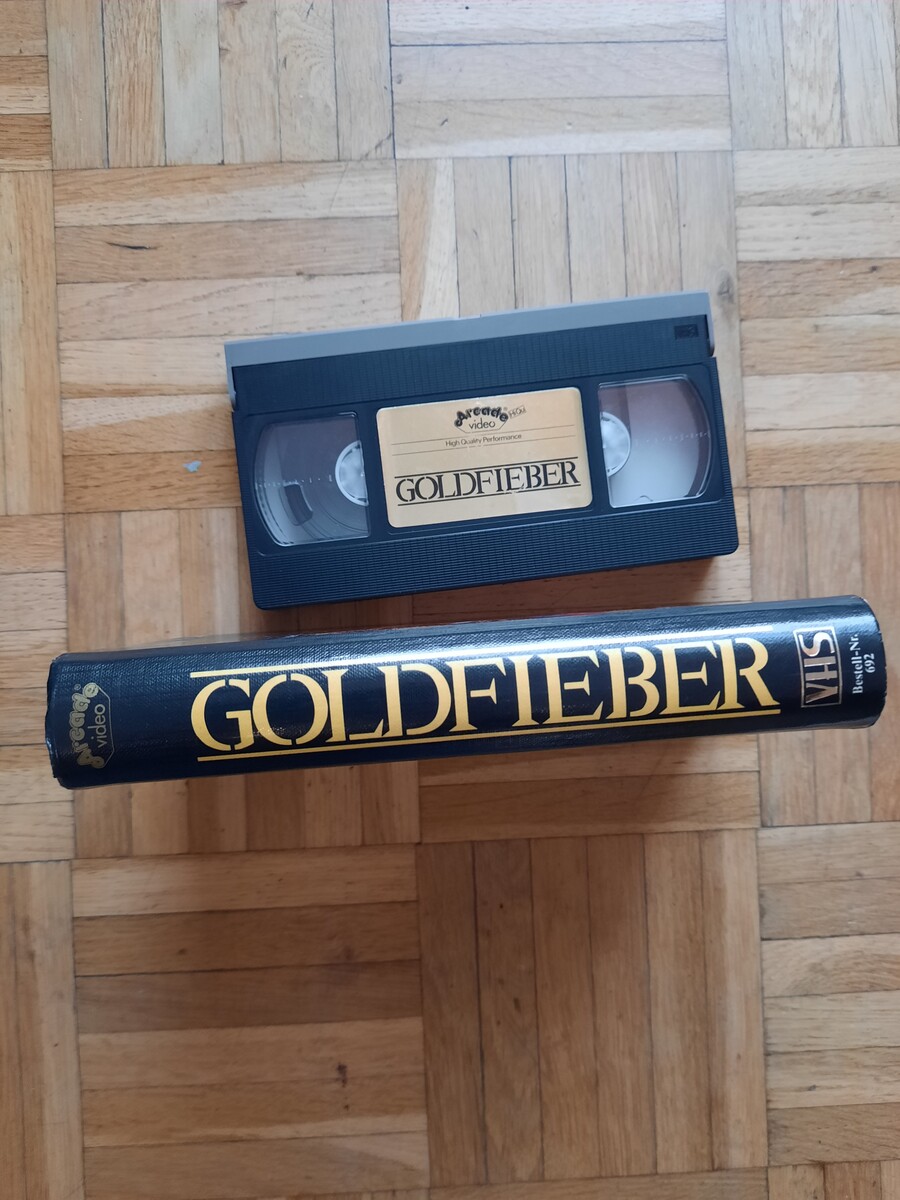 Arcade
video
High Quality Performance
GOLDFIEBER
Arcade
video
GOLDFIEBER
VHS
Bestell-Nr.
692